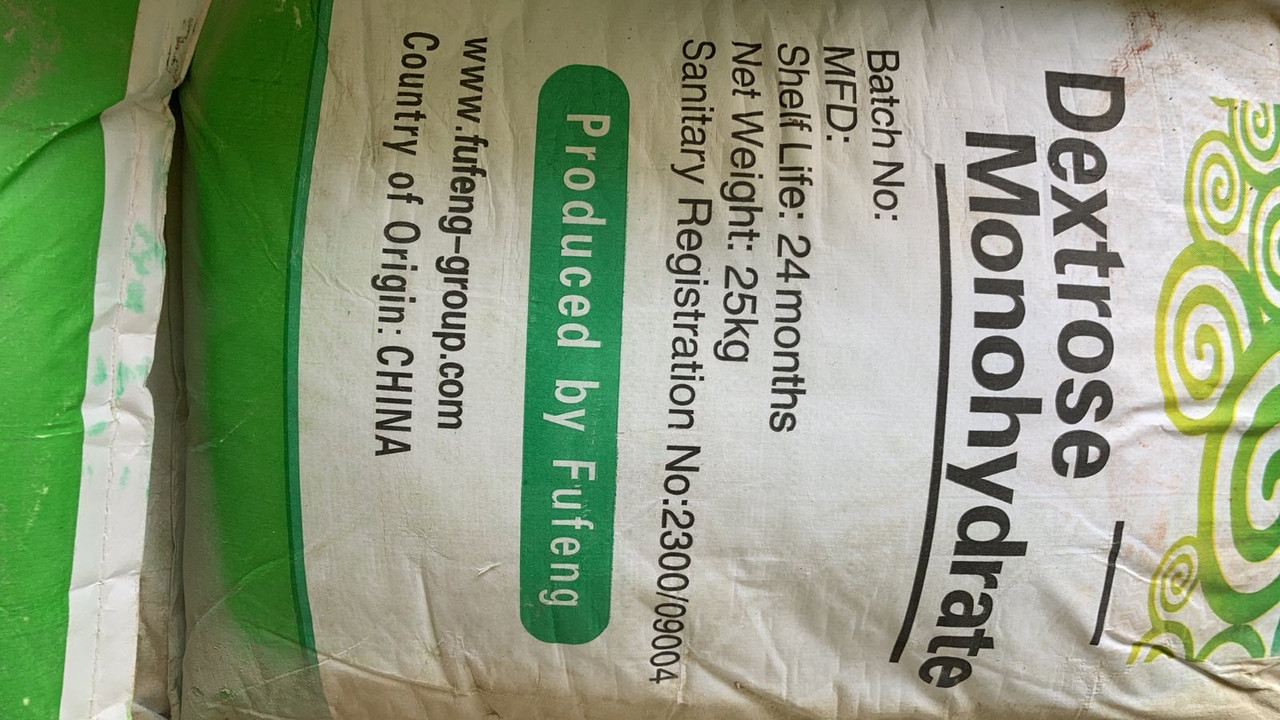 Dextrose
Monohydrate
Batch No:
MFD:
Shelf Life: 24 months
Net Weight: 25kg
Sanitary Registration No:2300/09004
Produced by Fufeng
www.fufeng-group.com
Country of Origin: CHINA